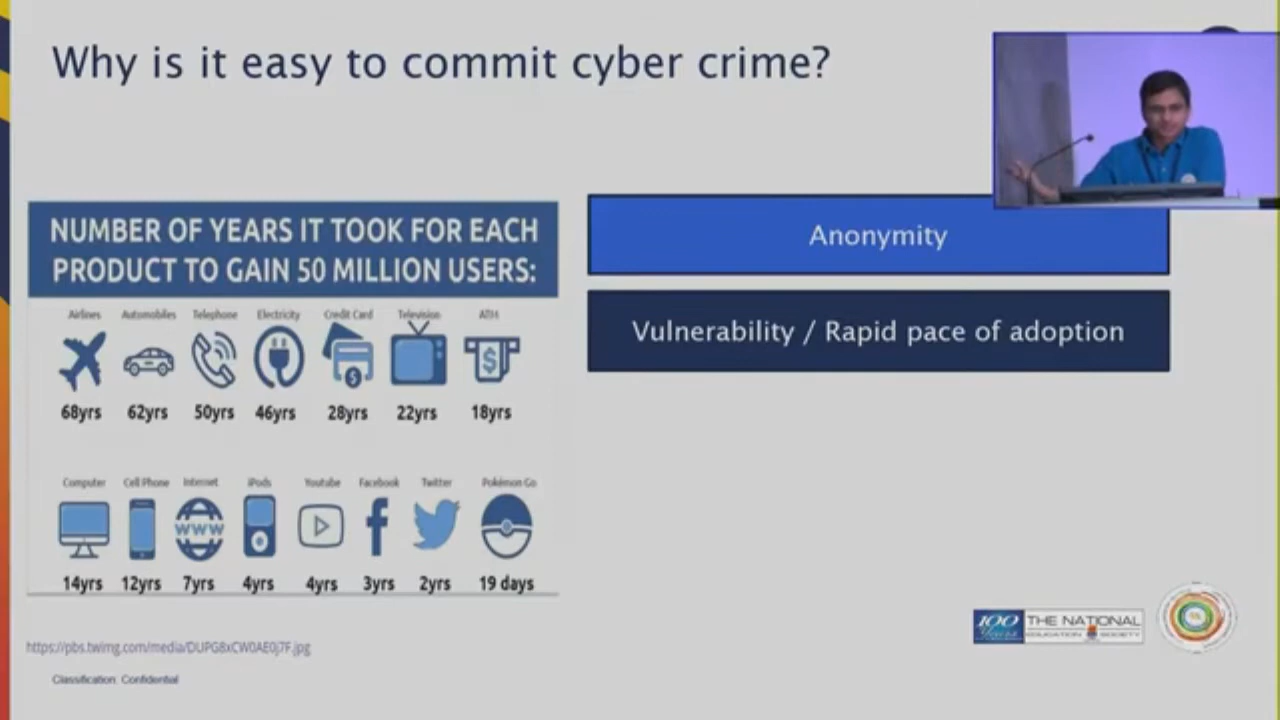 Why is it easy to commit cyber crime?
NUMBER OF YEARS IT TOOK FOR EACH
PRODUCT TO GAIN 50 MILLION USERS:
Airlines Automobiles Telephone Electricity Credit Card Television ATM
68yrs 62yrs 50yrs 46yrs 28yrs 22yrs 18yrs
Computer Cell Phone Internet iPods Youtube Facebook Twitter Pokémon Go
WWW
14yrs 12yrs 7yrs 4yrs 4yrs 3yrs 2yrs 19 days
Anonymity
Vulnerability / Rapid pace of adoption
https://pbs.twimg.com/media/DUPG8xCW0AE0j7F.jpg
Classification: Confidential
100 Years
THE NATIONAL
EDUCATION SOCIETY